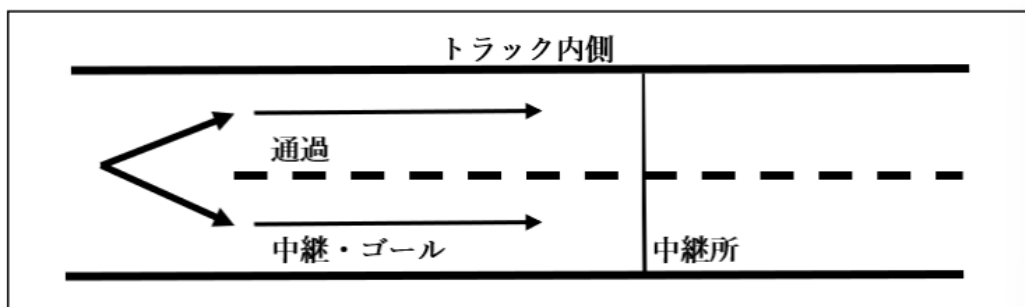 トラック内側
通過
中継・ゴール
中継所